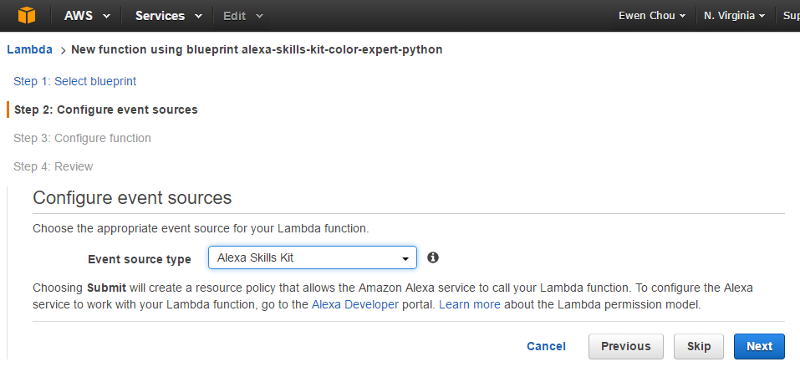 AWS Services Edit Ewen Chou N. Virginia Sup
Lambda > New function using blueprint alexa-skills-kit-color-expert-python
Step 1: Select blueprint
Step 2: Configure event sources
Step 3: Configure function
Step 4: Review
Configure event sources
Choose the appropriate event source for your Lambda function.
Event source type Alexa Skills Kit
Choosing Submit will create a resource policy that allows the Amazon Alexa service to call your Lambda function. To configure the Alexa
service to work with your Lambda function, go to the Alexa Developer portal. Learn more about the Lambda permission model.
Cancel Previous Skip Next